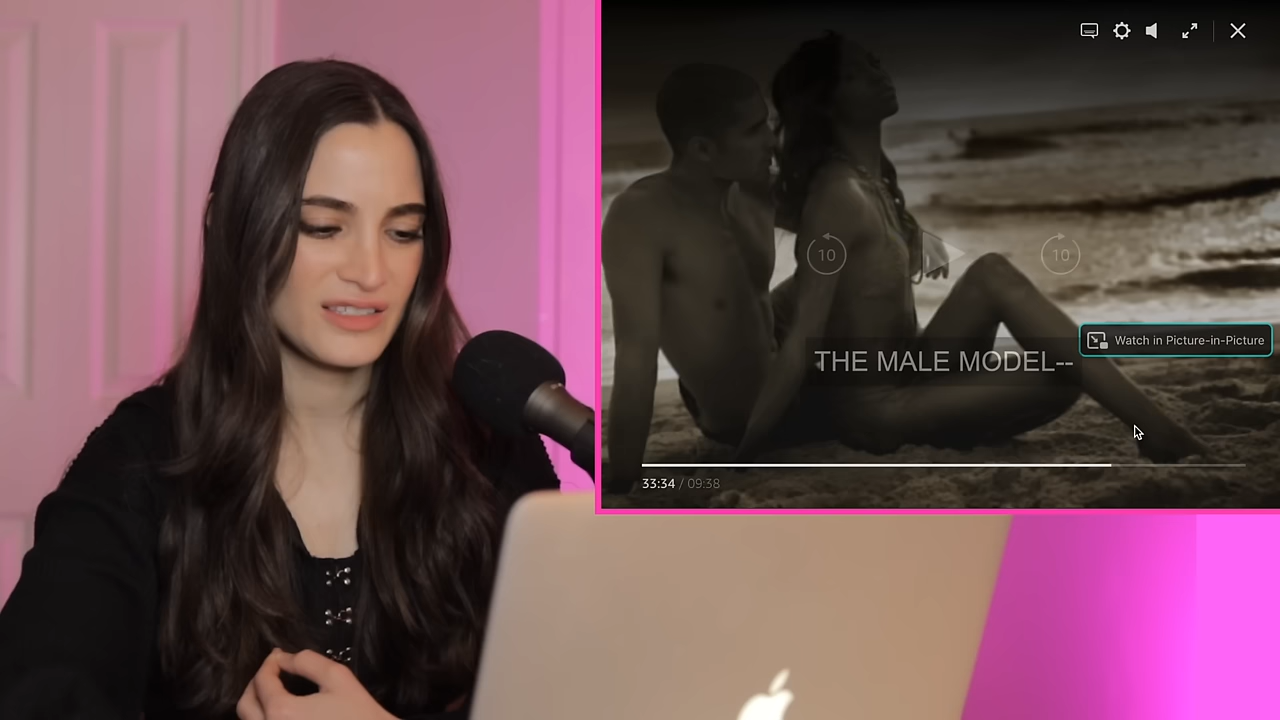 10
10
Watch in Picture-in-Picture
THE MALE MODEL--
33:34 / 09:38